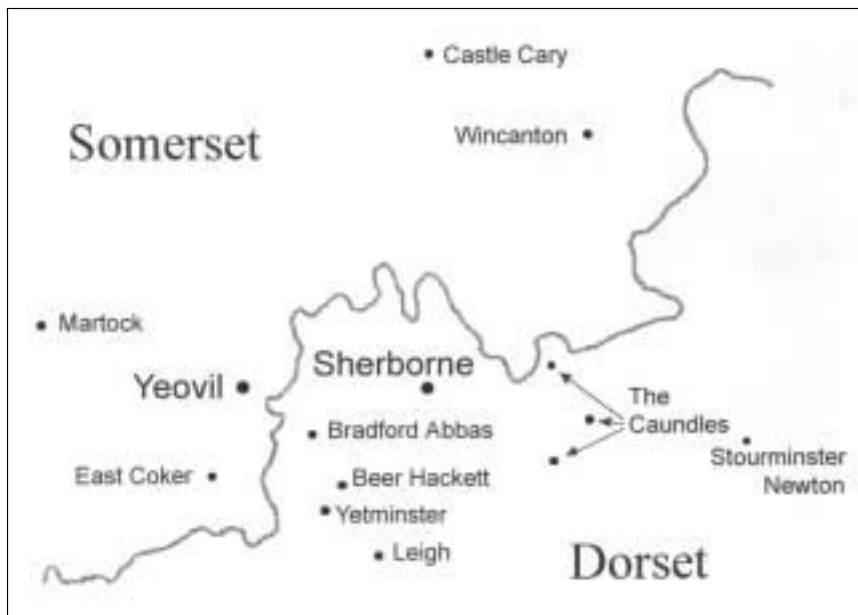 Castle Cary
Wincanton
Somerset
Martock
Yeovil
Sherborne
The
Caundles
Bradford Abbas
Stourminster
Newton
East Coker
Beer Hackett
Yetminster
Leigh
Dorset